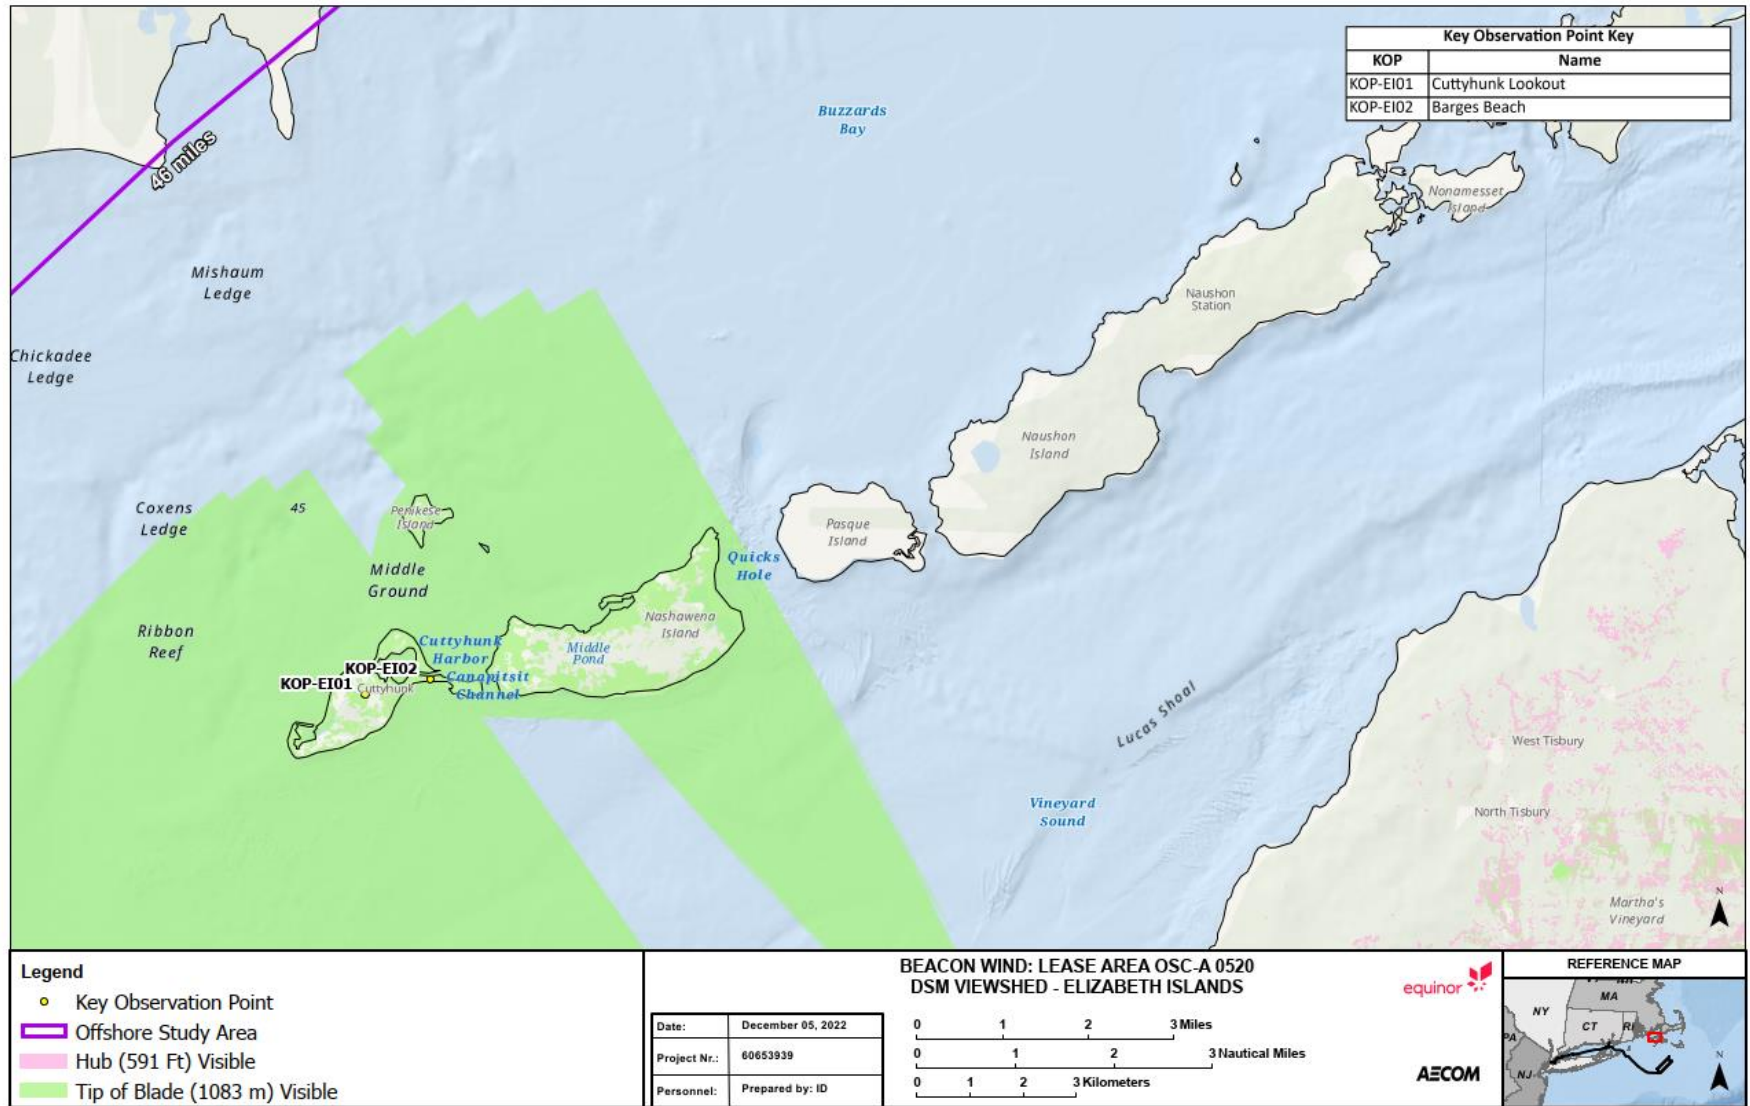 Key Observation Point Key
KOP Name
KOP-EI01 Cuttyhunk Lookout
KOP-EI02 Barges Beach
46 miles
Buzzards
Bay
Nonamesset
Island
Mishaum
Ledge
Naushon
Station
Chickadee
Ledge
Naushon
Island
Coxens
Ledge
45
Penikese
Island
Pasque
Island
Quicks
Hole
Middle
Ground
Ribbon
Reef
Nashawena
Island
Cuttyhunk
Harbor
Middle
Pond
KOP-EI02
KOP-EI01
Cuttyhunk
Canapitsit
Channel
Lucas Shoal
West Tisbury
Vineyard
Sound
North Tisbury
Martha's
Vineyard
N
Legend
Key Observation Point
Offshore Study Area
Hub (591 Ft) Visible
Tip of Blade (1083 m) Visible
Date: December 05, 2022
Project Nr.: 60653939
Personnel: Prepared by: ID
BEACON WIND: LEASE AREA OSC-A 0520
DSM VIEWSHED - ELIZABETH ISLANDS
equinor
0 1 2 3 Miles
0 1 2 3 Nautical Miles
0 1 2 3 Kilometers
AECOM
REFERENCE MAP
MA
NY
CT
RI
PA
NJ
N